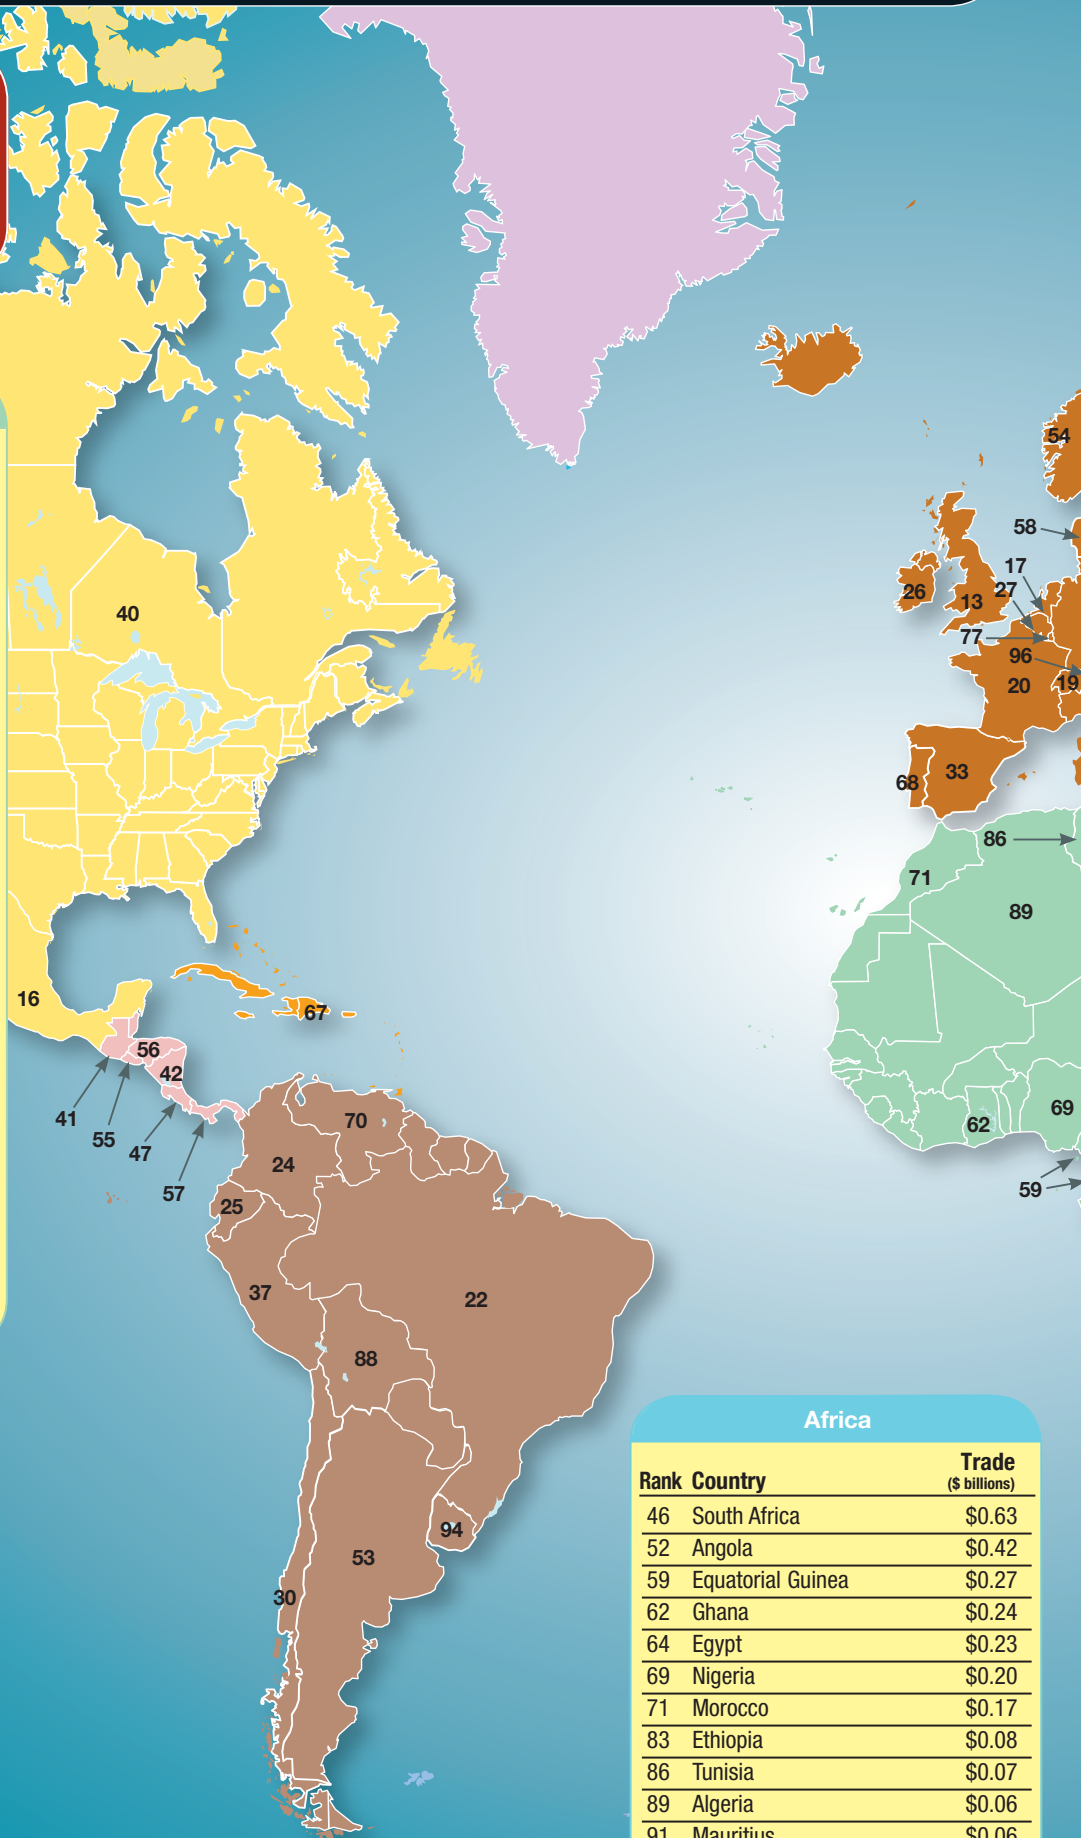 54
58
17
27
26
13
77
96
20
19
40
33
68
86
71
89
16
67
56
42
41
55
47
57
70
69
62
59
24
25
37
22
88
94
53
30
Africa
Rank Country Trade
($ billions)
46 South Africa $0.63
52 Angola $0.42
59 Equatorial Guinea $0.27
62 Ghana $0.24
64 Egypt $0.23
69 Nigeria $0.20
71 Morocco $0.17
83 Ethiopia $0.08
86 Tunisia $0.07
89 Algeria $0.06
91 Mauritius $0.06